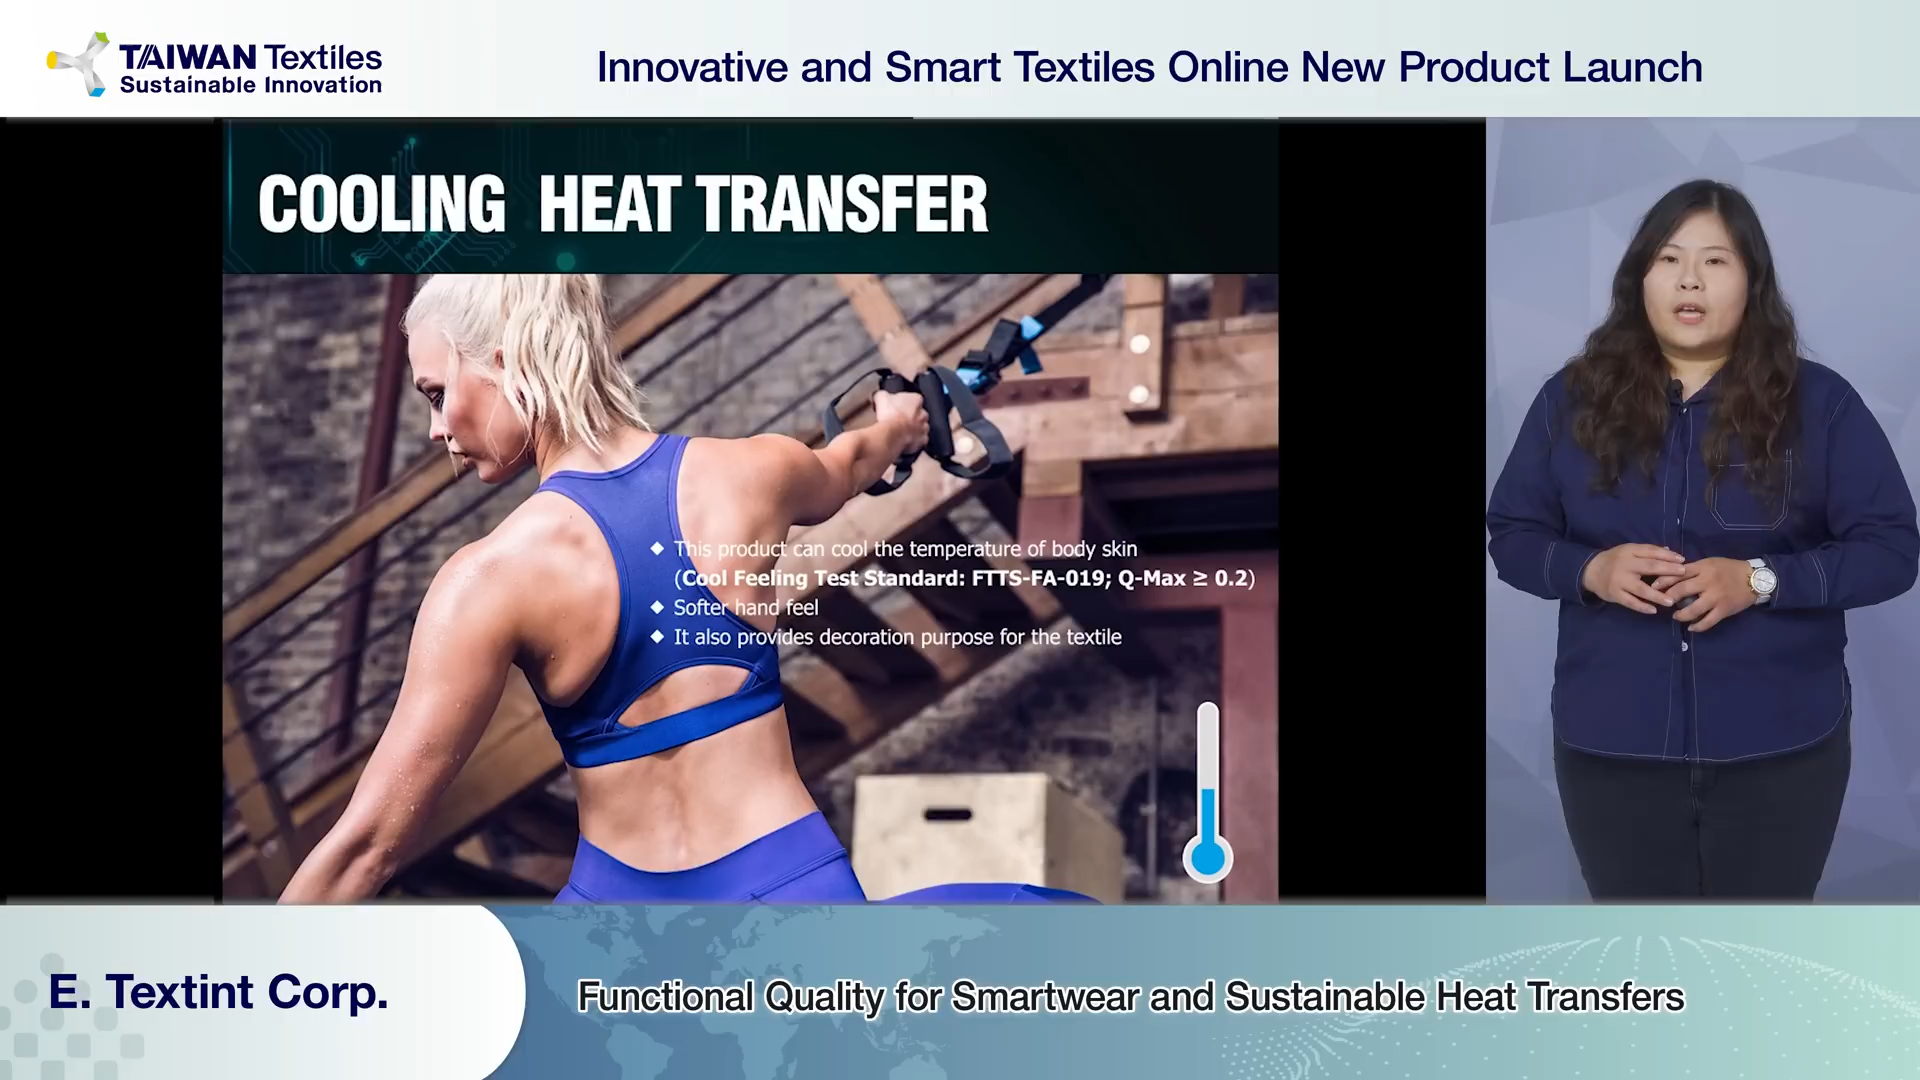 TAIWAN Textiles
Sustainable Innovation
Innovative and Smart Textiles Online New Product Launch
COOLING HEAT TRANSFER
◆ This product can cool the temperature of body skin
(Cool Feeling Test Standard: FTTS-FA-019; Q-Max ≥ 0.2)
◆ Softer hand feel
◆ It also provides decoration purpose for the textile
E. Textint Corp.
Functional Quality for Smartwear and Sustainable Heat Transfers